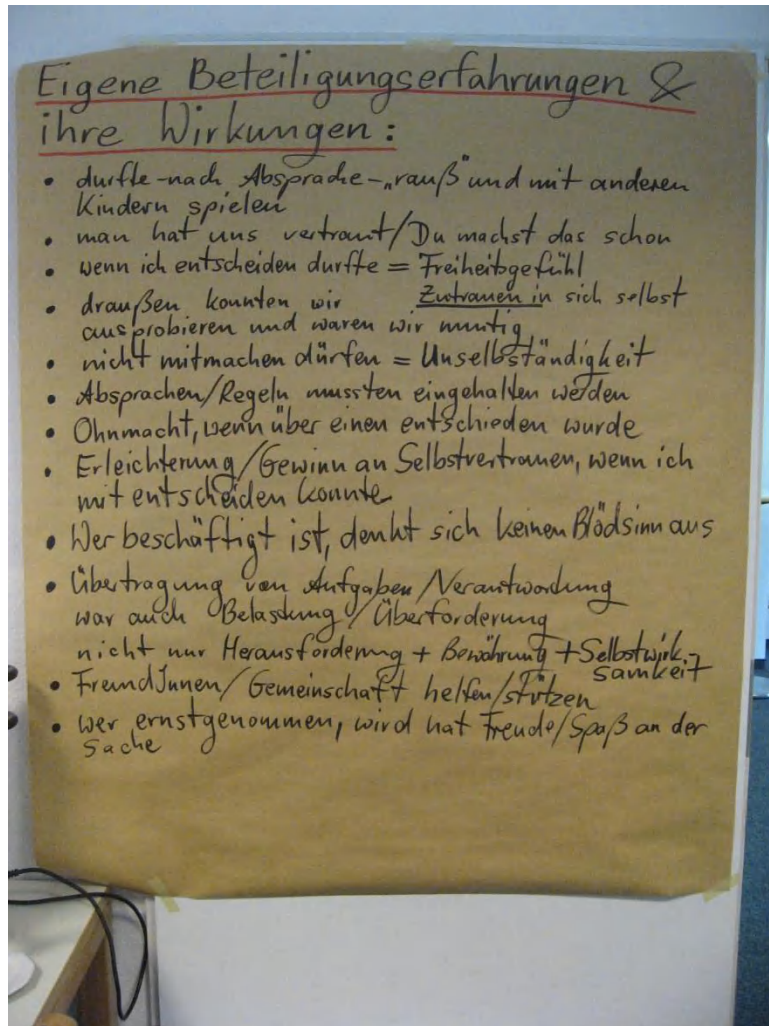 Eigene Beteiligungserfahrungen &
ihre Wirkungen:
• durfte - nach Absprache - „rauß" und mit anderen
Kindern spielen
• man hat uns vertraut/Du machst das schon
• wenn ich entscheiden durfte = Freiheitsgefühl
Zutrauen in sich selbst
• draußen konnten wir
ausprobieren und waren wir mutig
• nicht mitmachen dürfen = Unselbständigkeit
• Absprachen/Regeln mussten eingehalten werden
• Ohnmacht, wenn über einen entschieden wurde
• Erleichterung/Gewinn an Selbstvertrauen, wenn ich
mit entscheiden konnte
• Wer beschäftigt ist, denkt sich keinen Blödsinn aus
• Übertragung von Aufgaben/Verantwordung
war auch Belastung/Überforderung
nicht nur Herausforderung + Bewährung + Selbstwirk-
samkeit
• FreundInnen/Gemeinschaft helfen/stützen
• wer ernstgenommen, wird hat Freude/Spaß an der
Sache